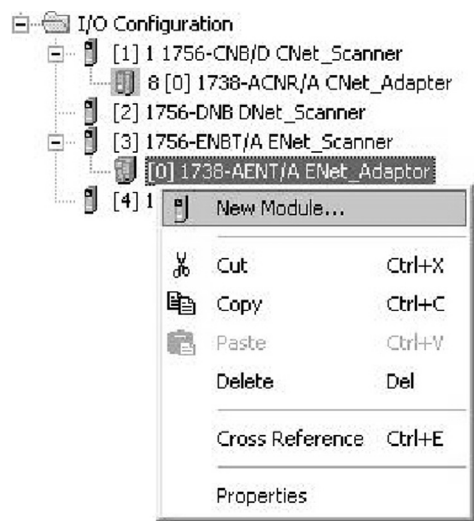 I/O Configuration
[1] 1 1756-CNB/D CNet_Scanner
8 [0] 1738-ACNR/A CNet_Adapter
[2] 1756-DNB DNet_Scanner
[3] 1756-ENBT/A ENet_Scanner
[0] 1738-AENT/A ENet_Adaptor
[4] 1
New Module...
Cut Ctrl+X
Copy Ctrl+C
Paste Ctrl+V
Delete Del
Cross Reference Ctrl+E
Properties